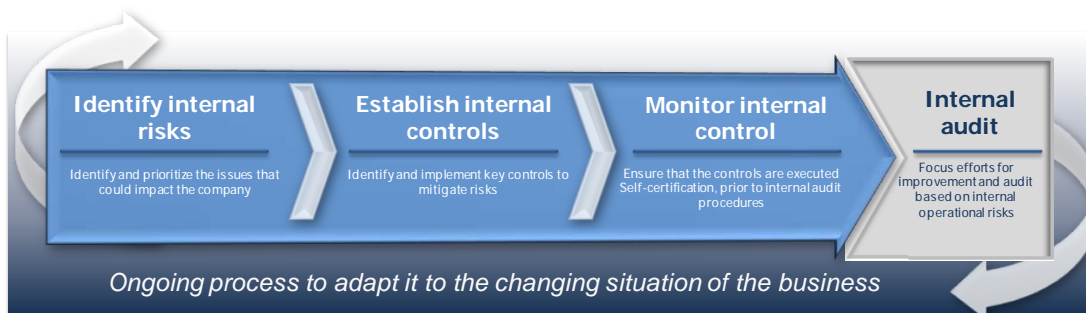 Identify internal
risks
Identify and prioritize the issues that
could impact the company
Establish internal
controls
Identify and implement key controls to
mitigate risks
Monitor internal
control
Ensure that the controls are executed
Self-certification, prior to internal audit
procedures
Internal
audit
Focus efforts for
improvement and audit
based on internal
operational risks
Ongoing process to adapt it to the changing situation of the business